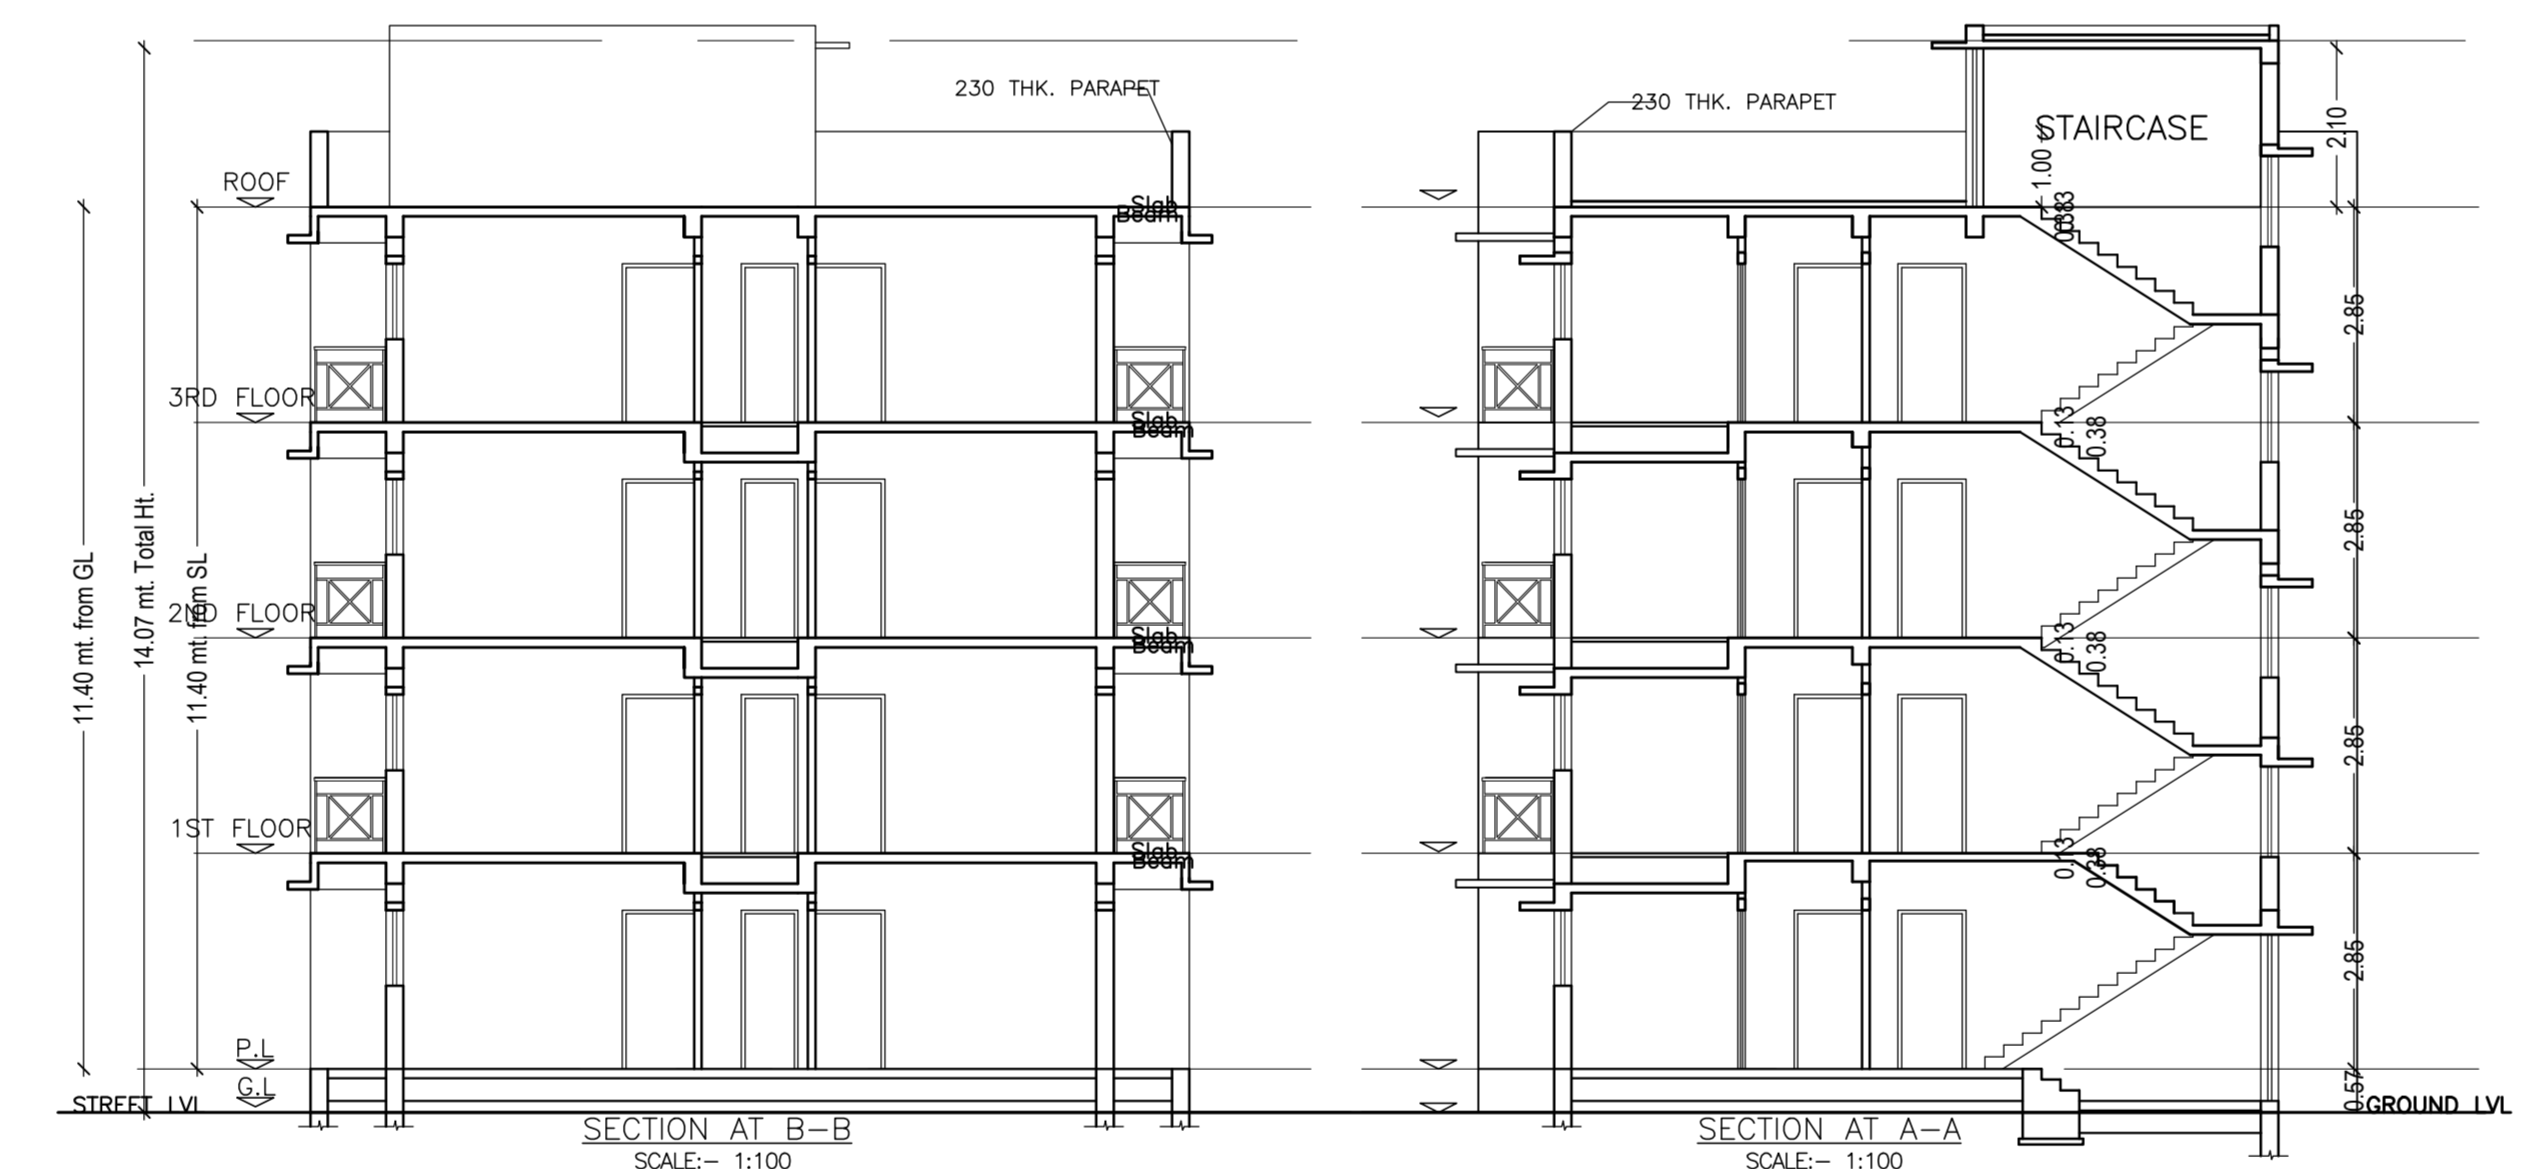 230 THK. PARAPET
ROOF
Slab
Beam
3RD FLOOR
Slab
Beam
2ND FLOOR
Slab
Beam
1ST FLOOR
Slab
Beam
P.L
G.L
STREET LVL
11.40 mt. from GL
14.07 mt. Total Ht.
11.40 mt. from SL
SECTION AT B-B
SCALE:- 1:100
230 THK. PARAPET
STAIRCASE
1.00
2.10
2.85
0.13
0.38
2.85
0.13
0.38
2.85
0.13
0.38
2.85
0.57
GROUND LVL
SECTION AT A-A
SCALE:- 1:100